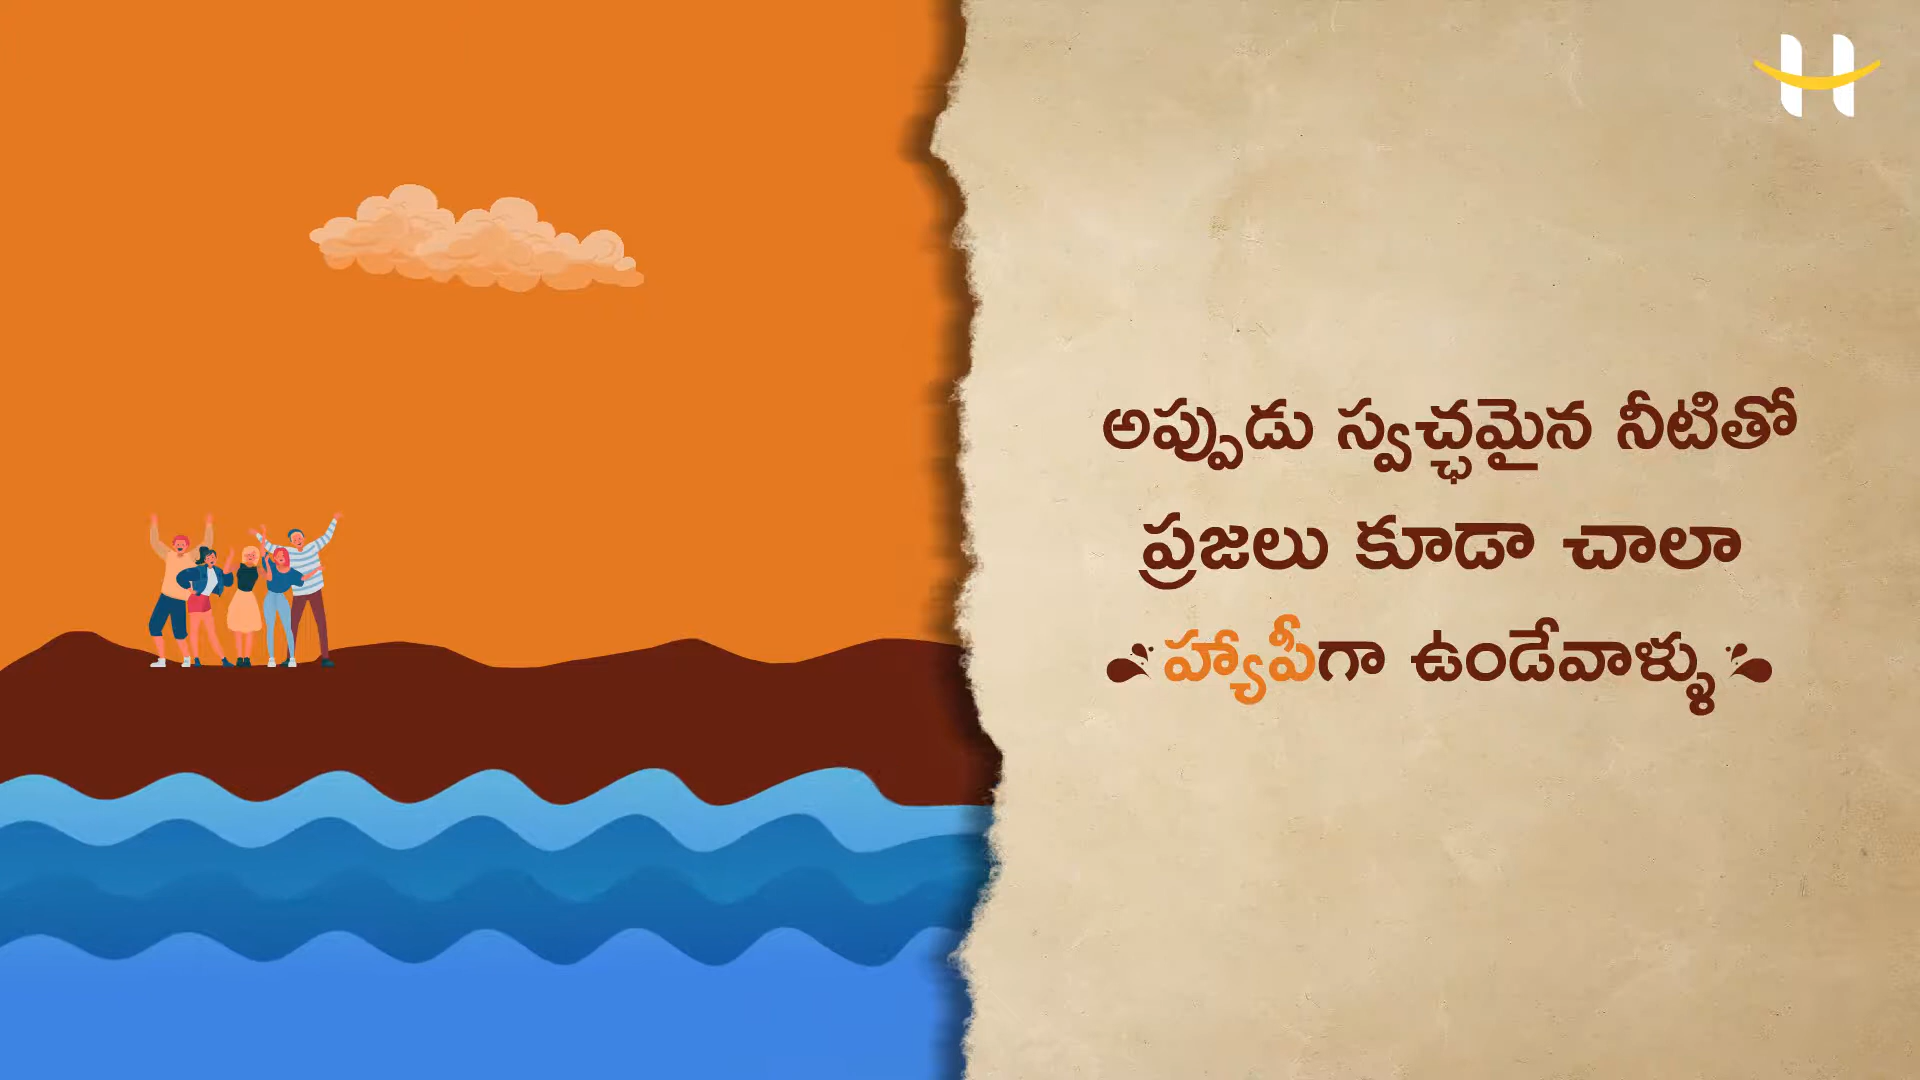 H
అప్పుడు స్వచ్ఛమైన నీటితో
ప్రజలు కూడా చాలా
హ్యాపీగా ఉండేవాళ్ళు